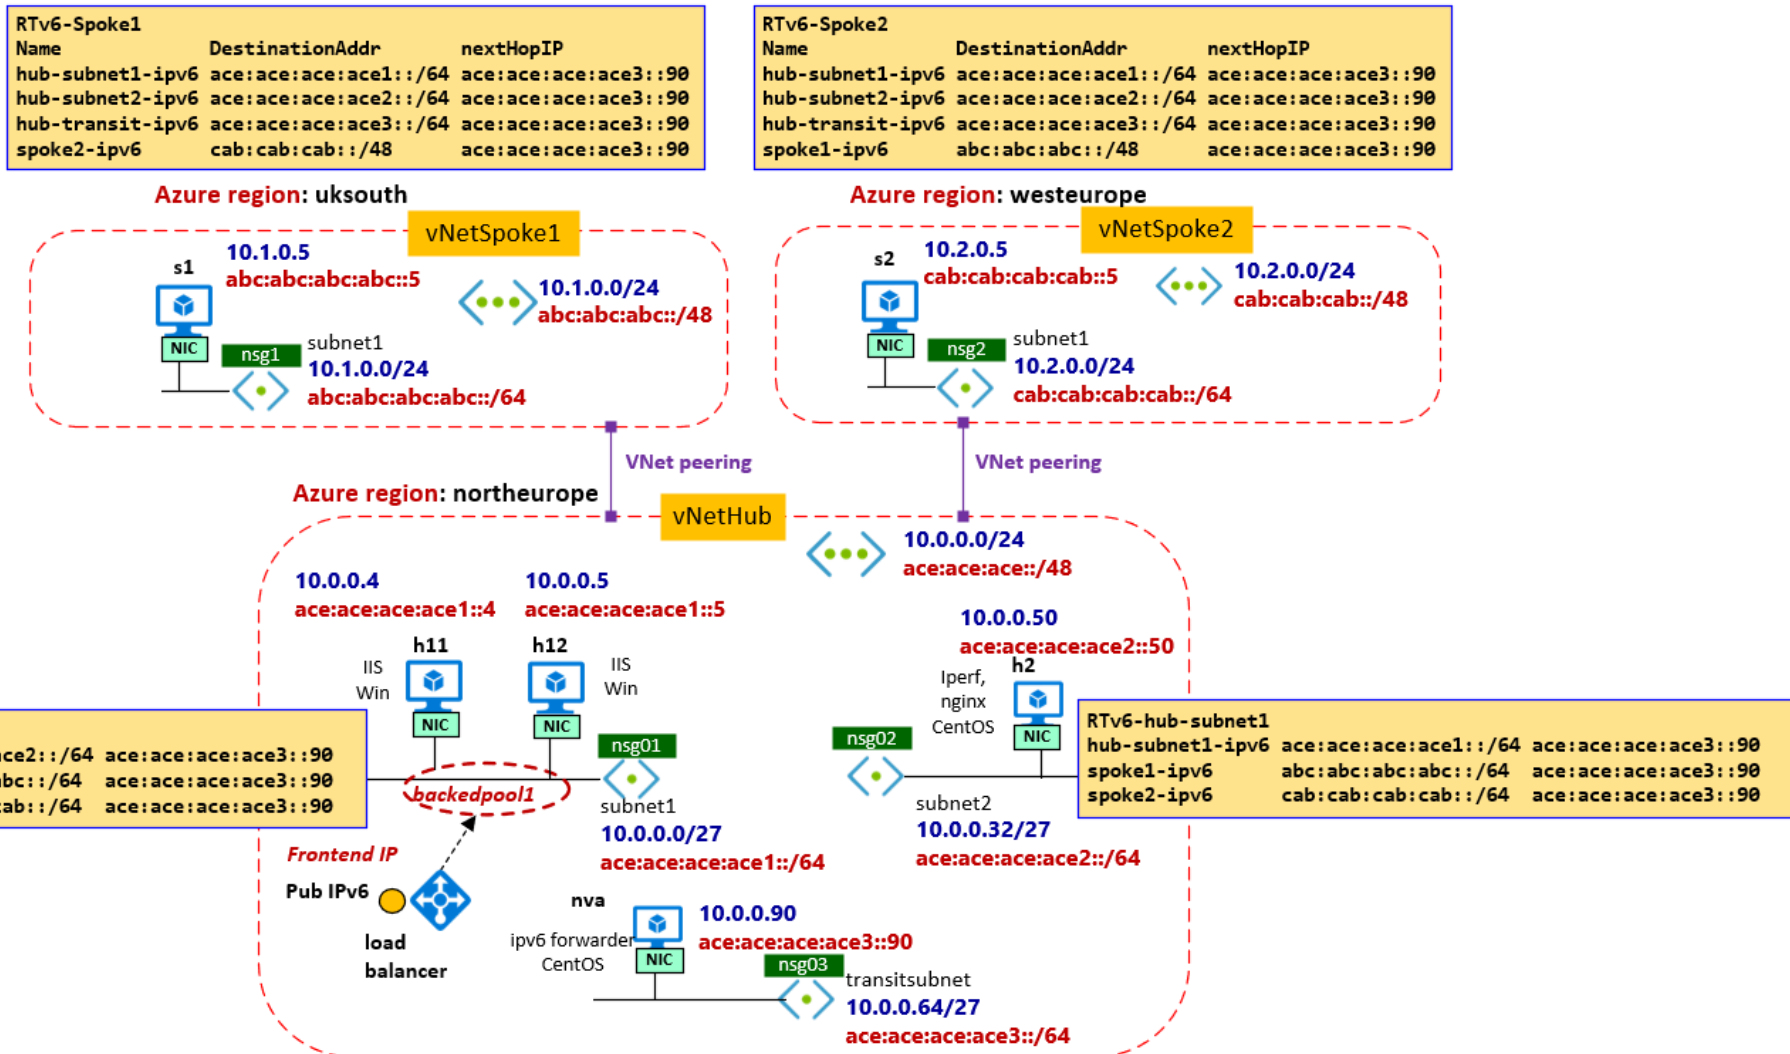 RTv6-Spoke1
Name DestinationAddr nextHopIP
hub-subnet1-ipv6 ace:ace:ace:ace1::/64 ace:ace:ace:ace3::90
hub-subnet2-ipv6 ace:ace:ace:ace2::/64 ace:ace:ace:ace3::90
hub-transit-ipv6 ace:ace:ace:ace3::/64 ace:ace:ace:ace3::90
spoke2-ipv6 cab:cab:cab::/48 ace:ace:ace:ace3::90
RTv6-Spoke2
Name DestinationAddr nextHopIP
hub-subnet1-ipv6 ace:ace:ace:ace1::/64 ace:ace:ace:ace3::90
hub-subnet2-ipv6 ace:ace:ace:ace2::/64 ace:ace:ace:ace3::90
hub-transit-ipv6 ace:ace:ace:ace3::/64 ace:ace:ace:ace3::90
spoke1-ipv6 abc:abc:abc::/48 ace:ace:ace:ace3::90
Azure region: uksouth
vNetSpoke1
s1
10.1.0.5
abc:abc:abc:abc::5
10.1.0.0/24
abc:abc:abc::/48
NIC
nsg1
subnet1
10.1.0.0/24
abc:abc:abc:abc::/64
Azure region: westeurope
vNetSpoke2
s2
10.2.0.5
cab:cab:cab:cab::5
10.2.0.0/24
cab:cab:cab::/48
NIC
nsg2
subnet1
10.2.0.0/24
cab:cab:cab:cab::/64
VNet peering
VNet peering
Azure region: northeurope
vNetHub
10.0.0.0/24
ace:ace:ace::/48
10.0.0.4
ace:ace:ace:ace1::4
h11
IIS
Win
NIC
10.0.0.5
ace:ace:ace:ace1::5
h12
IIS
Win
NIC
10.0.0.50
ace:ace:ace:ace2::50
h2
Iperf,
nginx
CentOS
NIC
ace2::/64 ace:ace:ace:ace3::90
abc::/64 ace:ace:ace:ace3::90
cab::/64 ace:ace:ace:ace3::90
backedpool1
nsg01
subnet1
10.0.0.0/27
ace:ace:ace:ace1::/64
nsg02
subnet2
10.0.0.32/27
ace:ace:ace:ace2::/64
RTv6-hub-subnet1
hub-subnet1-ipv6 ace:ace:ace:ace1::/64 ace:ace:ace:ace3::90
spoke1-ipv6 abc:abc:abc:abc::/64 ace:ace:ace:ace3::90
spoke2-ipv6 cab:cab:cab:cab::/64 ace:ace:ace:ace3::90
Frontend IP
Pub IPv6
load
balancer
nva
ipv6 forwarder
CentOS
NIC
10.0.0.90
ace:ace:ace:ace3::90
nsg03
transitsubnet
10.0.0.64/27
ace:ace:ace:ace3::/64